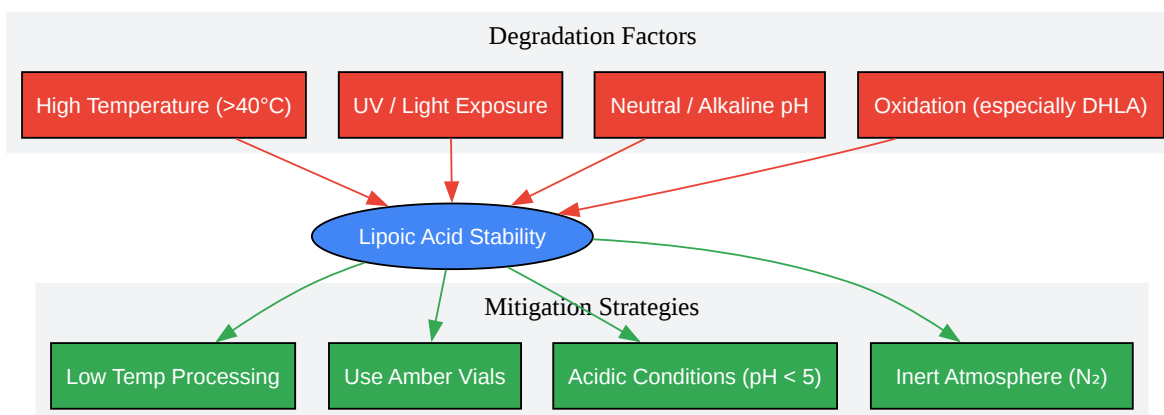 Degradation Factors
High Temperature (>40°C)
UV / Light Exposure
Neutral / Alkaline pH
Oxidation (especially DHLA)
Lipoic Acid Stability
Mitigation Strategies
Low Temp Processing
Use Amber Vials
Acidic Conditions (pH < 5)
Inert Atmosphere (N₂)